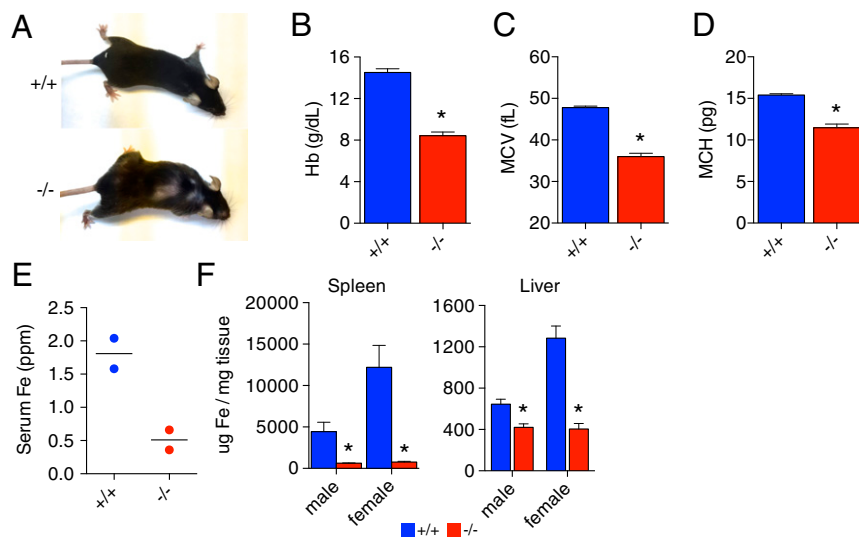 A
+/+
-/-
B
Hb (g/dL)
16
12
8
4
0
*
+/+
-/-
C
MCV (fL)
60
50
40
30
20
*
+/+
-/-
D
MCH (pg)
20
15
10
5
0
*
+/+
-/-
E
Serum Fe (ppm)
2.5
2.0
1.5
1.0
0.5
0.0
+/+
-/-
F
Spleen
ug Fe / mg tissue
20000
15000
10000
5000
0
*
*
male
female
Liver
1600
1200
800
400
0
*
*
male
female
+/+ -/-